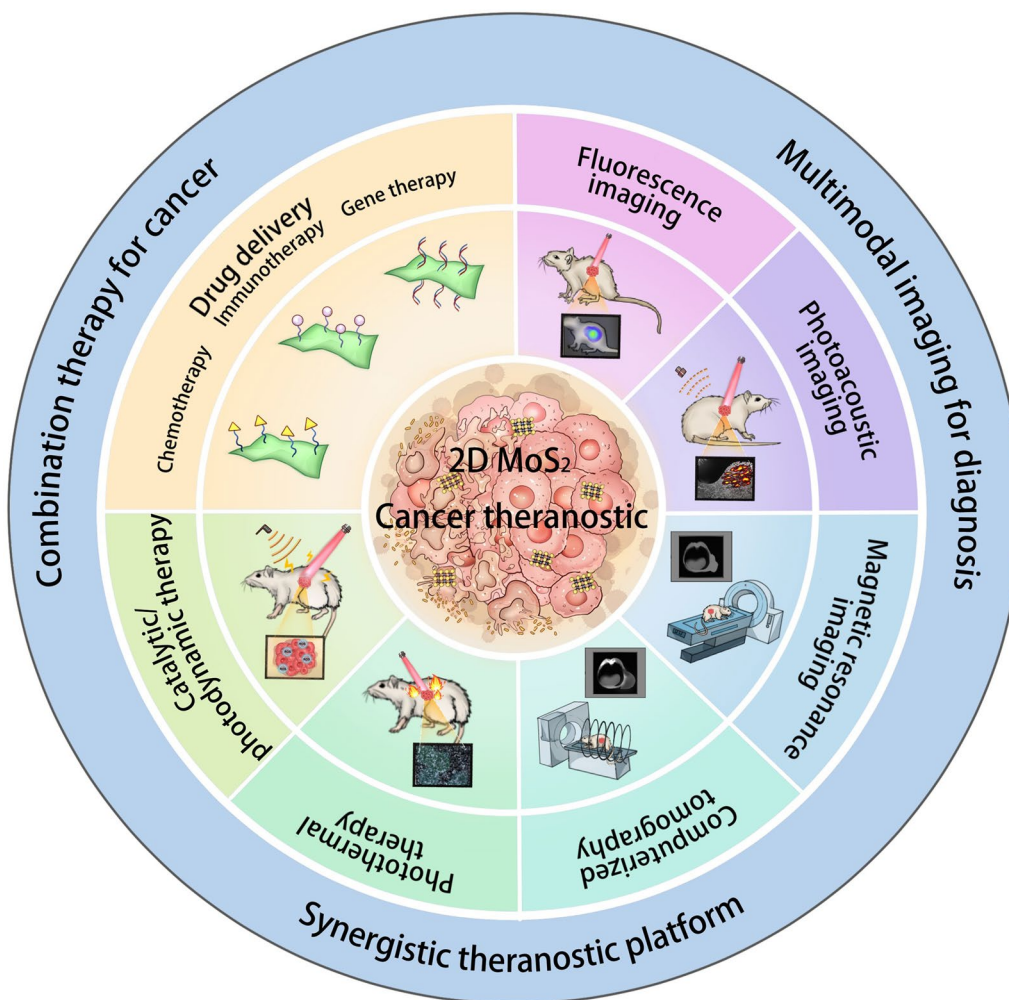 Combination therapy for cancer
Multimodal imaging for diagnosis
Synergistic theranostic platform
Drug delivery
Gene therapy
Immunotherapy
Chemotherapy
Fluorescence
imaging
Photoacoustic
imaging
Magnetic resonance
imaging
Computerized
tomography
Photothermal
therapy
Catalytic/
photodynamic therapy
2D MoS₂
Cancer theranostic